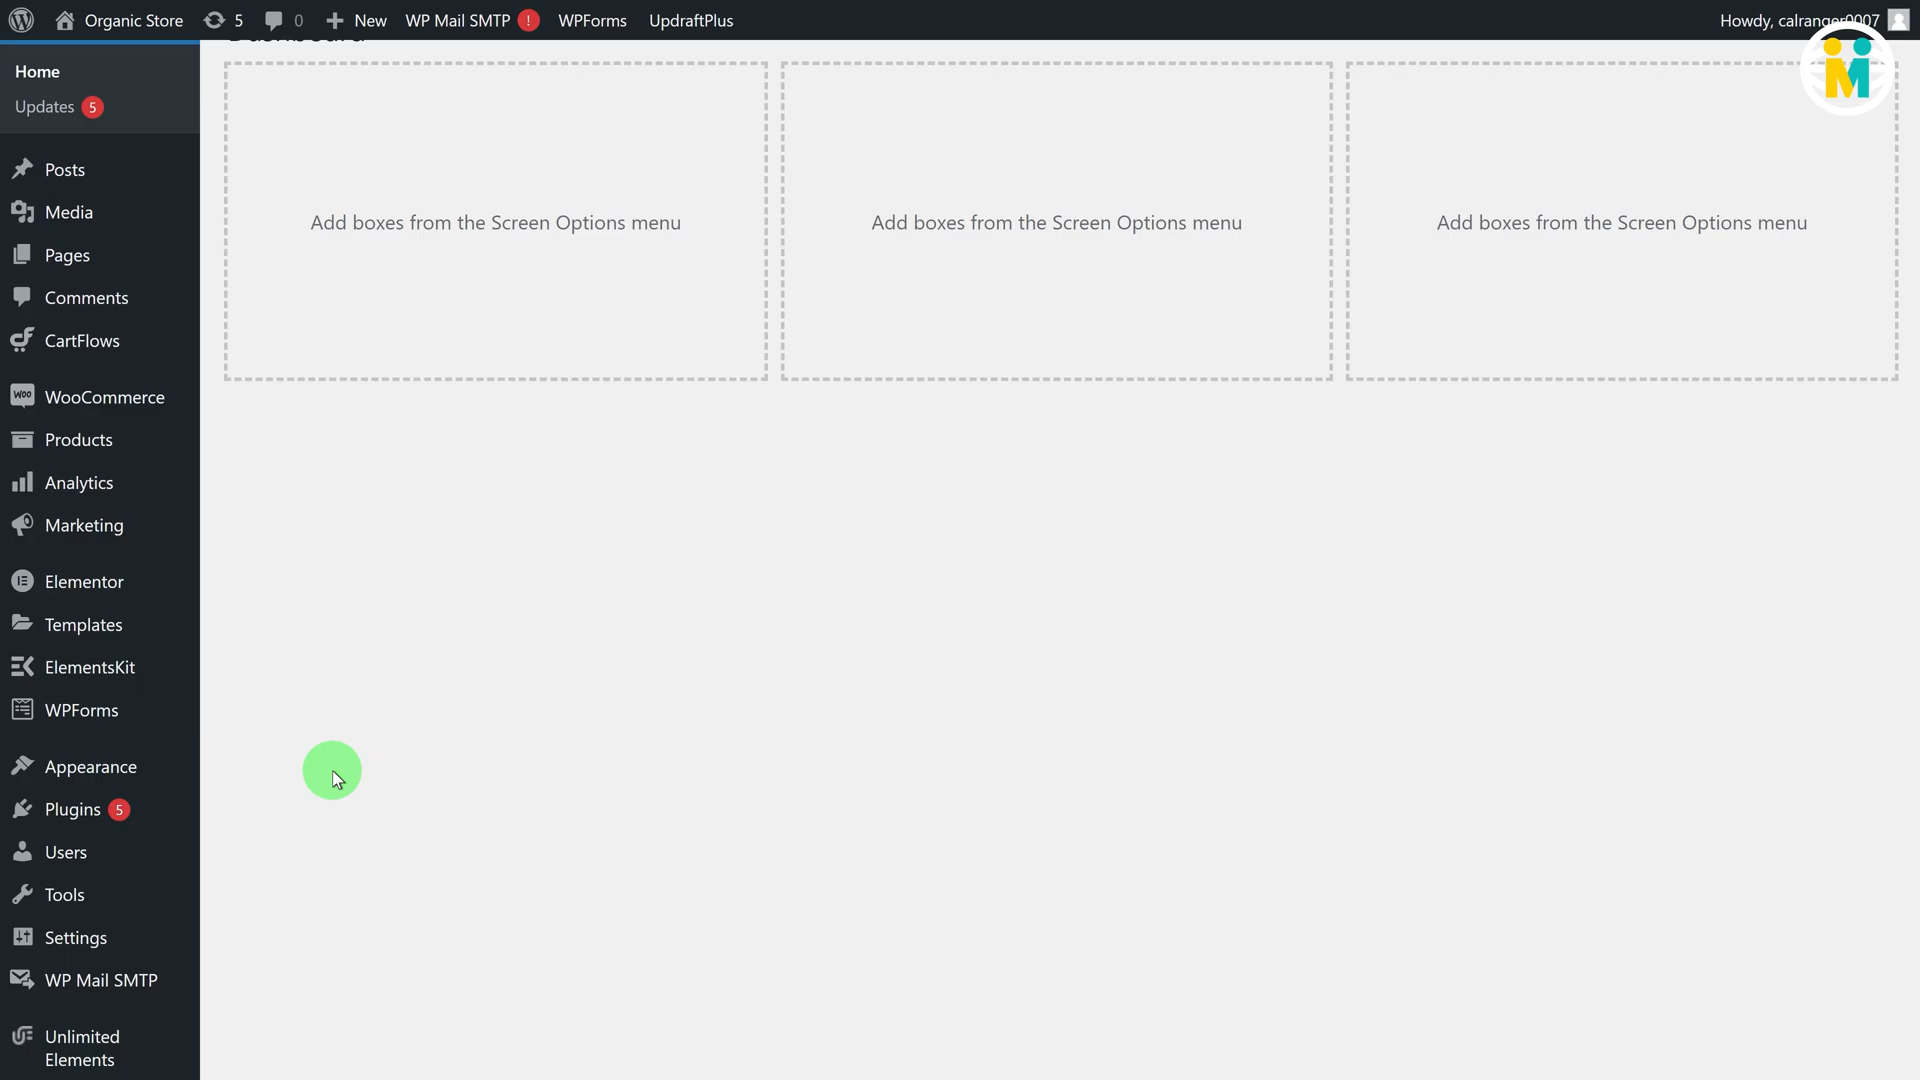 Organic Store 5 0 New WP Mail SMTP ! WPForms UpdraftPlus Howdy, calranger0007
Dashboard
Home
Updates 5
Posts
Media
Pages
Comments
CartFlows
WooCommerce
Products
Analytics
Marketing
Elementor
Templates
ElementsKit
WPForms
Appearance
Plugins 5
Users
Tools
Settings
WP Mail SMTP
Unlimited
Elements
Add boxes from the Screen Options menu
Add boxes from the Screen Options menu
Add boxes from the Screen Options menu
M